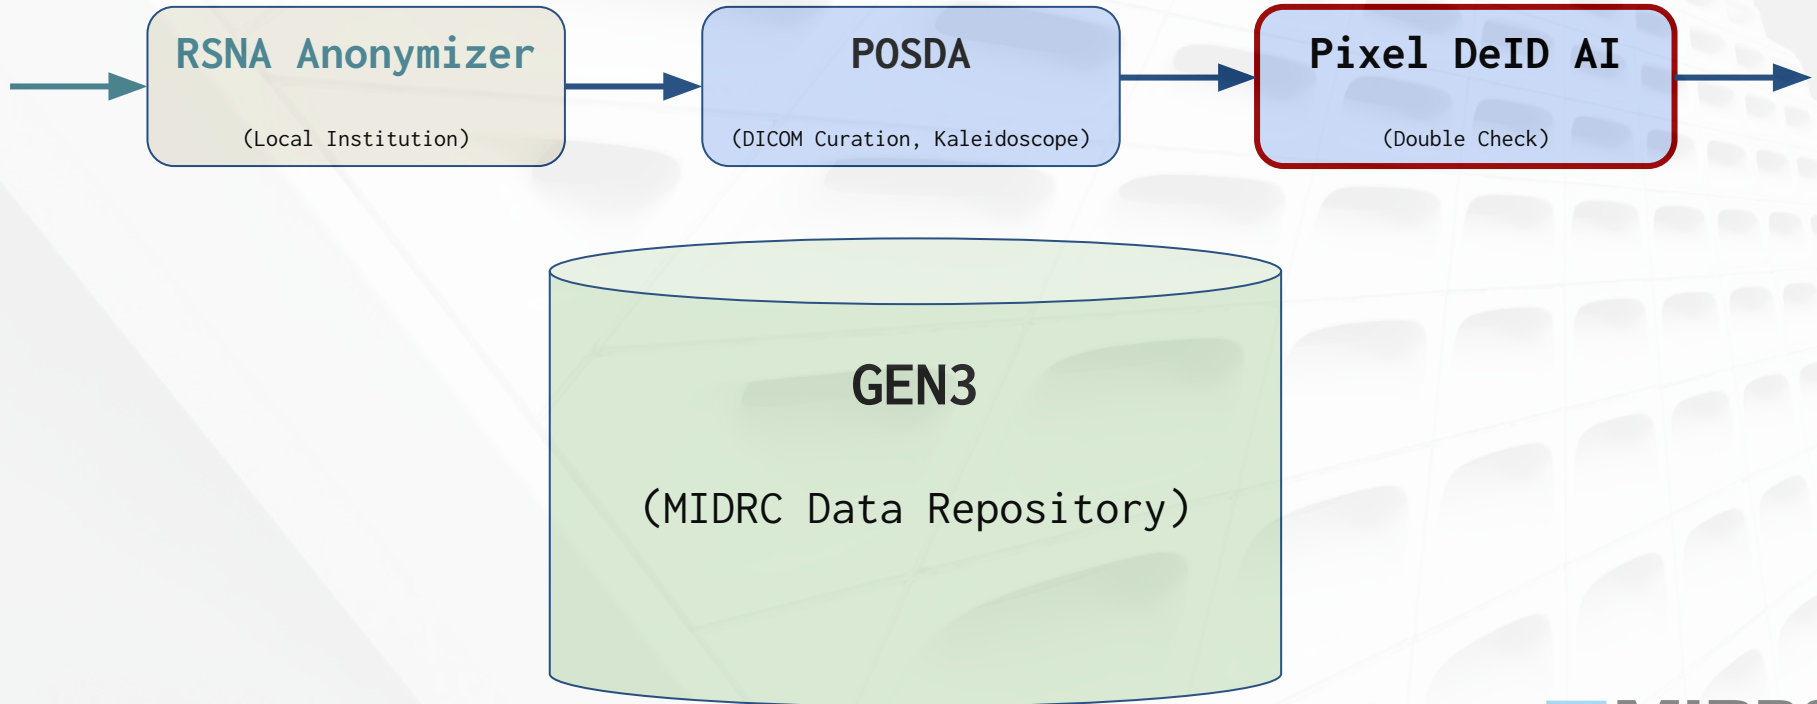 RSNA Anonymizer
(Local Institution)
POSDA
(DICOM Curation, Kaleidoscope)
Pixel DeID AI
(Double Check)
GEN3
(MIDRC Data Repository)